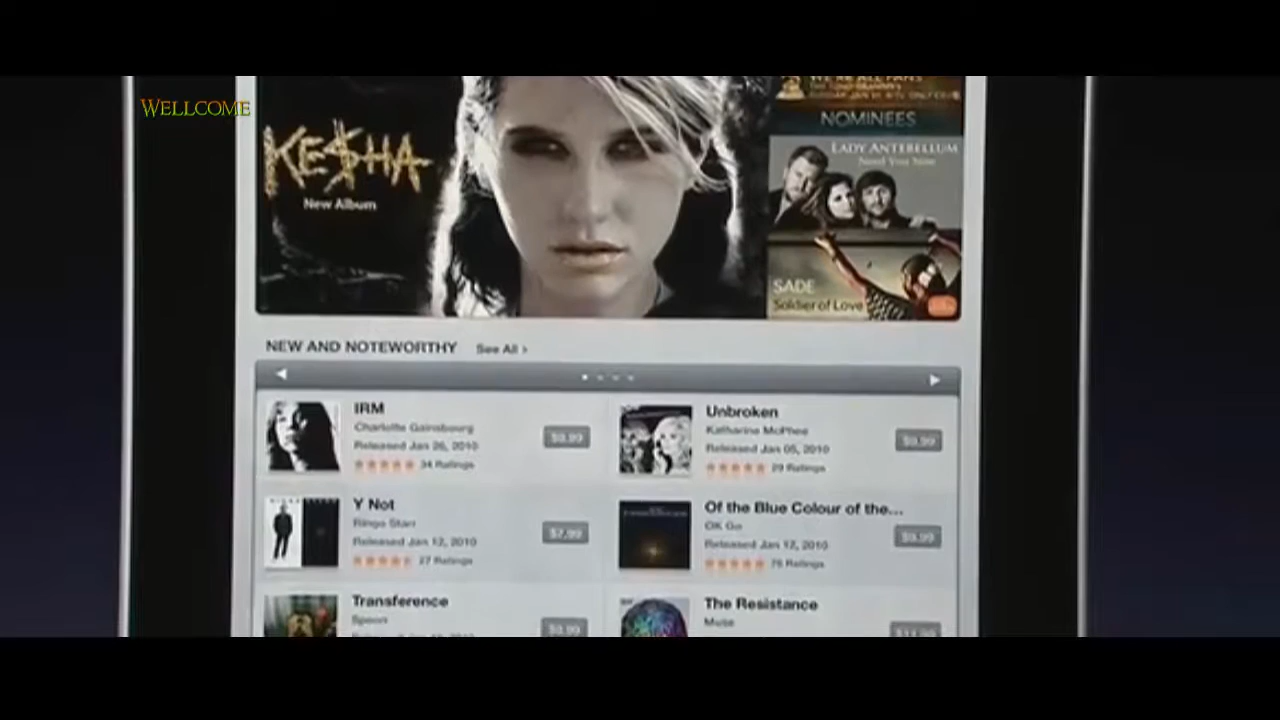 WELLCOME
KE$HA
New Album
NOMINEES
LADY ANTEBELLUM
Need You Now
SADE
Soldier of Love
NEW AND NOTEWORTHY See All >
IRM
Charlotte Gainsbourg
Released Jan 26, 2010
34 Ratings
$9.99
Unbroken
Katharine McPhee
Released Jan 05, 2010
29 Ratings
$9.99
Y Not
Ringo Starr
Released Jan 12, 2010
27 Ratings
$7.99
Of the Blue Colour of the...
OK Go
Released Jan 12, 2010
76 Ratings
$9.99
Transference
Spoon
$9.99
The Resistance
Muse